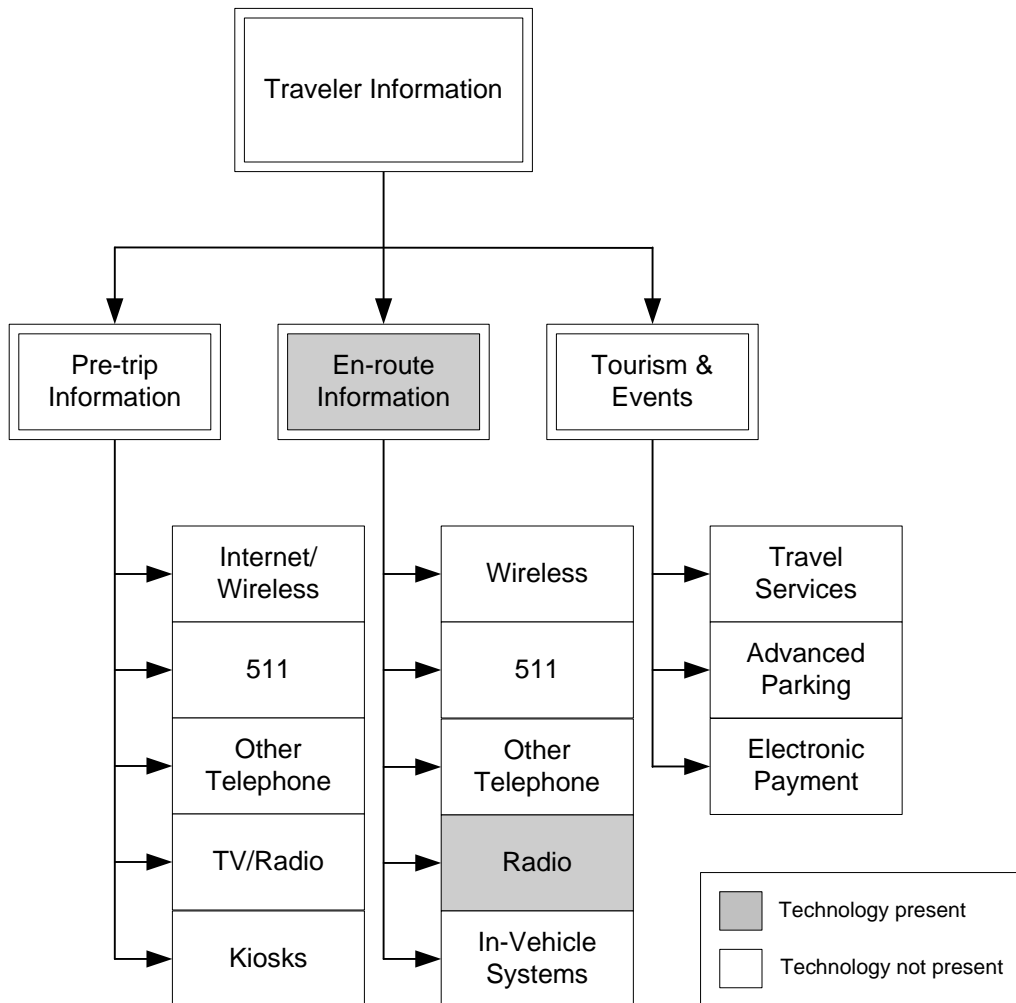 Traveler Information
Pre-trip
Information
En-route
Information
Tourism &
Events
Internet/
Wireless
511
Other
Telephone
TV/Radio
Kiosks
Wireless
511
Other
Telephone
Radio
In-Vehicle
Systems
Travel
Services
Advanced
Parking
Electronic
Payment
Technology present
Technology not present